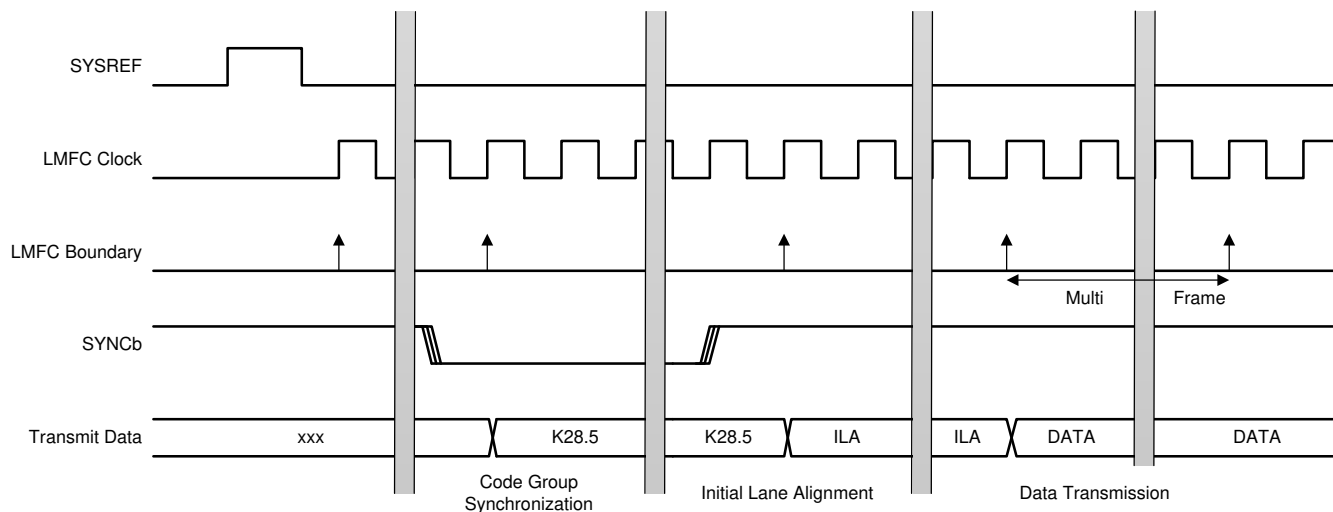 SYSREF
LMFC Clock
LMFC Boundary
Multi Frame
SYNCb
Transmit Data
xxx K28.5 K28.5 ILA ILA DATA DATA
Code Group
Synchronization
Initial Lane Alignment
Data Transmission